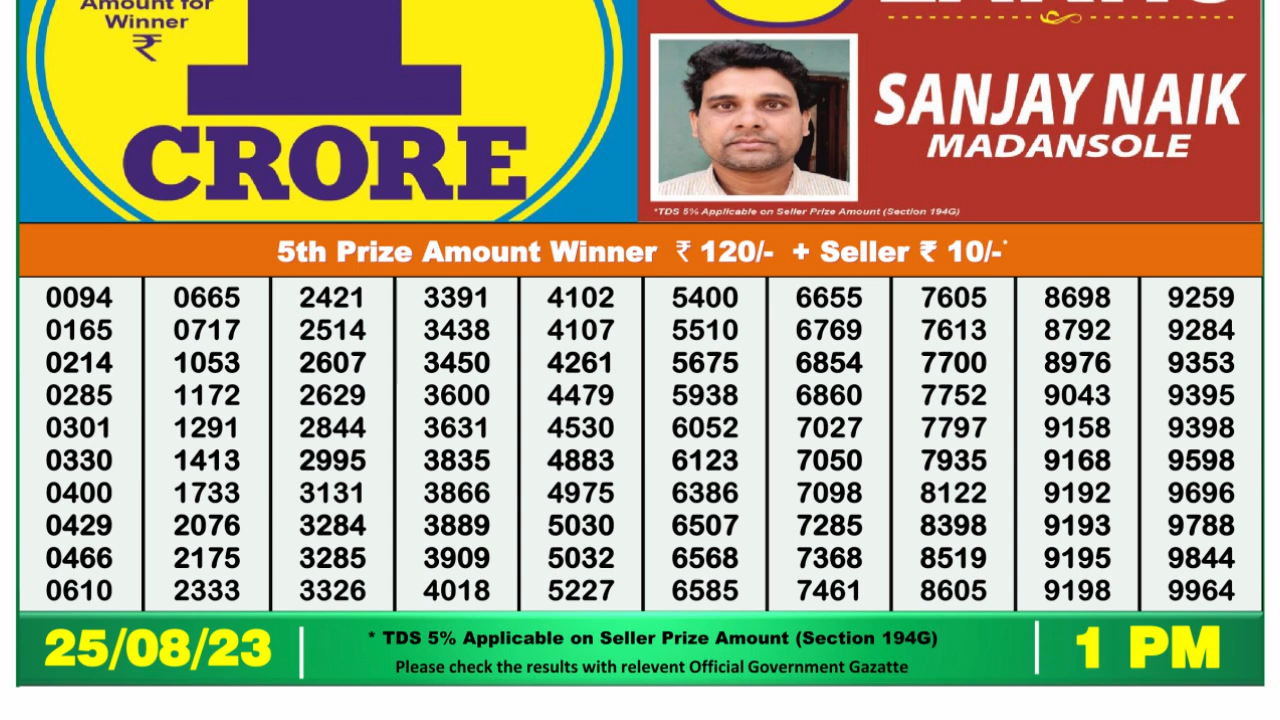 Amount for
Winner
₹
1
CRORE
SANJAY NAIK
MADANSOLE
*TDS 5% Applicable on Seller Prize Amount (Section 194G)
5th Prize Amount Winner ₹ 120/- + Seller ₹ 10/-*
0094 0665 2421 3391 4102 5400 6655 7605 8698 9259
0165 0717 2514 3438 4107 5510 6769 7613 8792 9284
0214 1053 2607 3450 4261 5675 6854 7700 8976 9353
0285 1172 2629 3600 4479 5938 6860 7752 9043 9395
0301 1291 2844 3631 4530 6052 7027 7797 9158 9398
0330 1413 2995 3835 4883 6123 7050 7935 9168 9598
0400 1733 3131 3866 4975 6386 7098 8122 9192 9696
0429 2076 3284 3889 5030 6507 7285 8398 9193 9788
0466 2175 3285 3909 5032 6568 7368 8519 9195 9844
0610 2333 3326 4018 5227 6585 7461 8605 9198 9964
25/08/23
* TDS 5% Applicable on Seller Prize Amount (Section 194G)
Please check the results with relevent Official Government Gazatte
1 PM